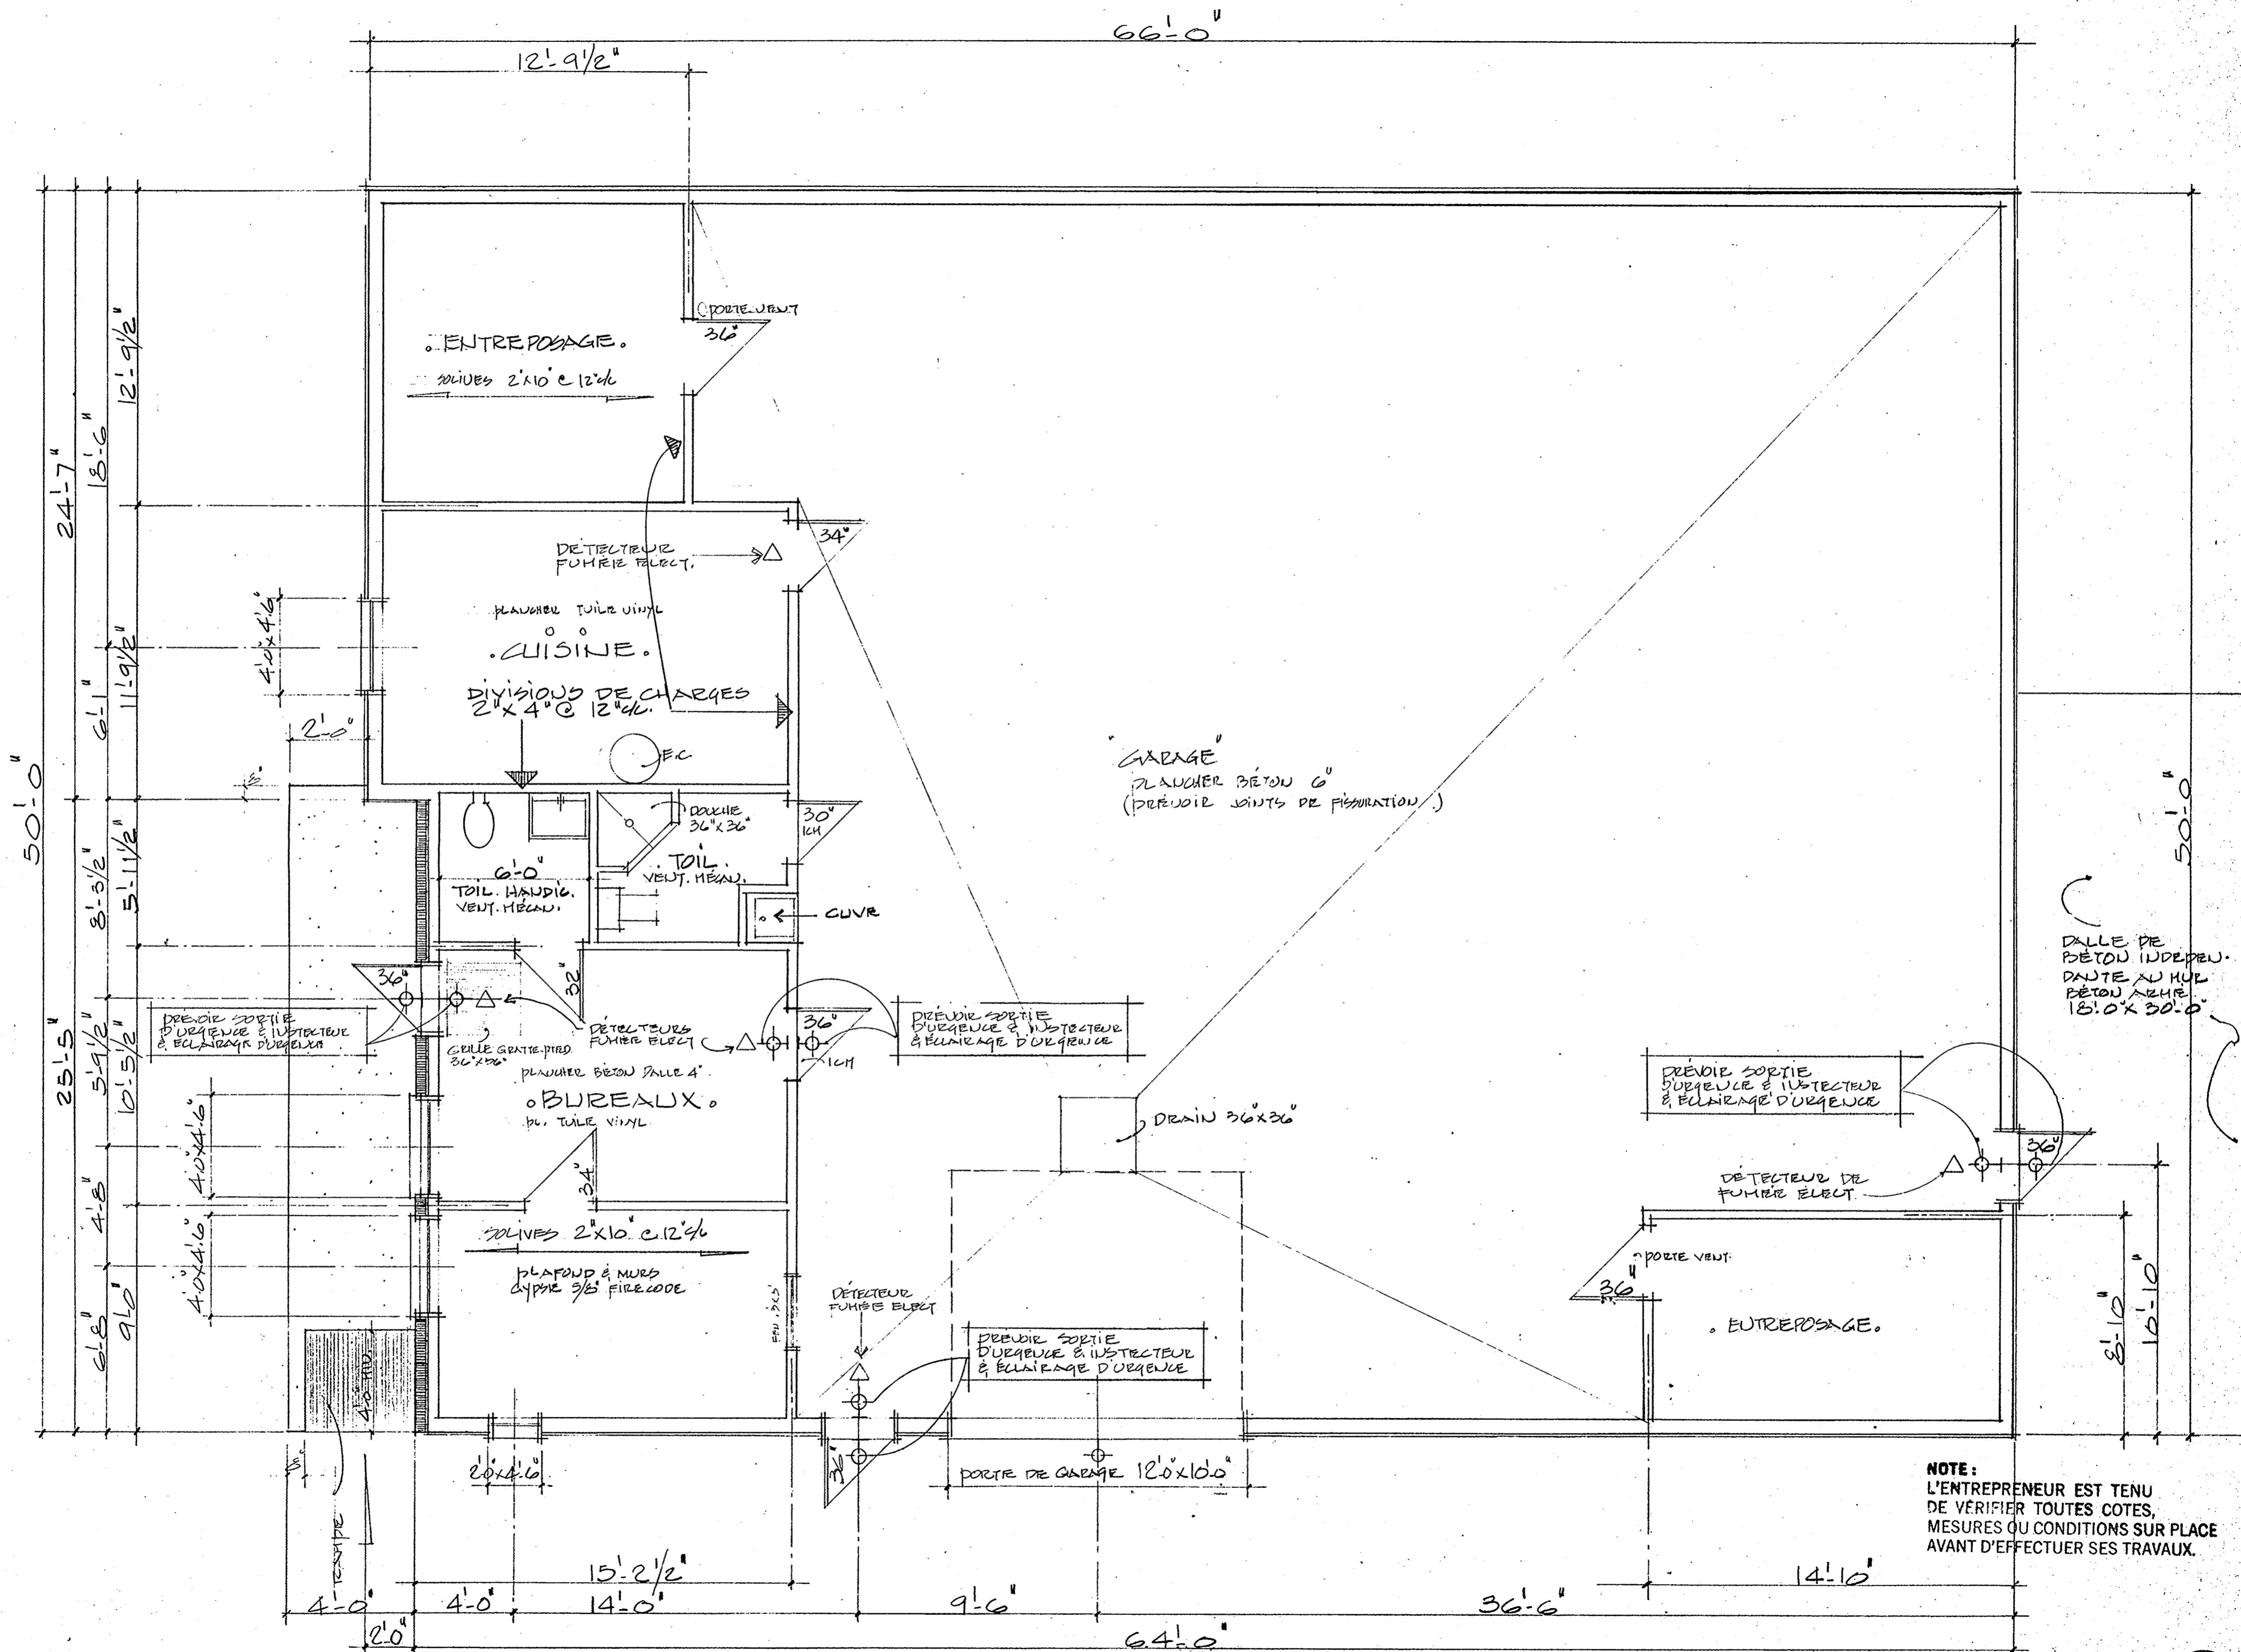 66'-0"
12'-9½"
50'-0"
24'-7"
25'-5"
18'-6"
6'-1"
8'-3½"
5'-9½"
4'-8"
6'-8"
12'-9½"
11'-9½"
5'-11½"
10'-5½"
9'-0"
4'-0"x4'-6"
2'-0"
8"
4'-0"x4'-6"
4'-0"x4'-6"
.ENTREPOSAGE.
SOLIVES 2"x10" @ 12"c/c
PORTE VENT
36"
34"
DÉTECTEUR
FUMÉE ÉLECT.
PLANCHER TUILE VINYL
.CUISINE.
DIVISIONS DE CHARGES
2"x4" @ 12"c/c.
E.C
DOUCHE
36"x36"
30"
1CH
6'-0"
TOIL. HANDIC.
VENT. MÉCAN.
TOIL.
VENT. MÉCAN.
CUVE
"GARAGE"
PLANCHER BÉTON 6"
(PRÉVOIR JOINTS DE FISSURATION.)
36"
PRÉVOIR SORTIE
D'URGENCE & INSTECTEUR
& ÉCLAIRAGE D'URGENCE
32"
GRILLE GRATTE-PIED
DÉTECTEURS
FUMÉE ÉLECT
36"
1CH
PRÉVOIR SORTIE
D'URGENCE & INSTECTEUR
& ÉCLAIRAGE D'URGENCE
PLANCHER BÉTON DALLE 4"
.BUREAUX.
PL. TUILE VINYL
34"
SOLIVES 2"x10" @ 12"c/c
PLAFOND & MURS
GYPSE 5/8" FIRECODE
DÉTECTEUR
FUMÉE ÉLECT
PRÉVOIR SORTIE
D'URGENCE & INSTECTEUR
& ÉCLAIRAGE D'URGENCE
36"
DRAIN 36"x36"
PRÉVOIR SORTIE
D'URGENCE & INSTECTEUR
& ÉCLAIRAGE D'URGENCE
DÉTECTEUR DE
FUMÉE ÉLECT.
36"
PORTE VENT.
36"
.ENTREPOSAGE.
50'-0"
DALLE DE
BÉTON INDÉPEN-
DANTE AU MUR
BÉTON ARMÉ
18'-0"x30'-0"
8'-10"
10'-10"
8"
RAMPE
2'-0"x4'-6"
PORTE DE GARAGE 12'-0"x10'-0"
NOTE:
L'ENTREPRENEUR EST TENU
DE VÉRIFIER TOUTES COTES,
MESURES OU CONDITIONS SUR PLACE
AVANT D'EFFECTUER SES TRAVAUX.
15'-2½"
14'-10"
4'-0"
4'-0"
14'-0"
9'-6"
36'-6"
2'-0"
64'-0"